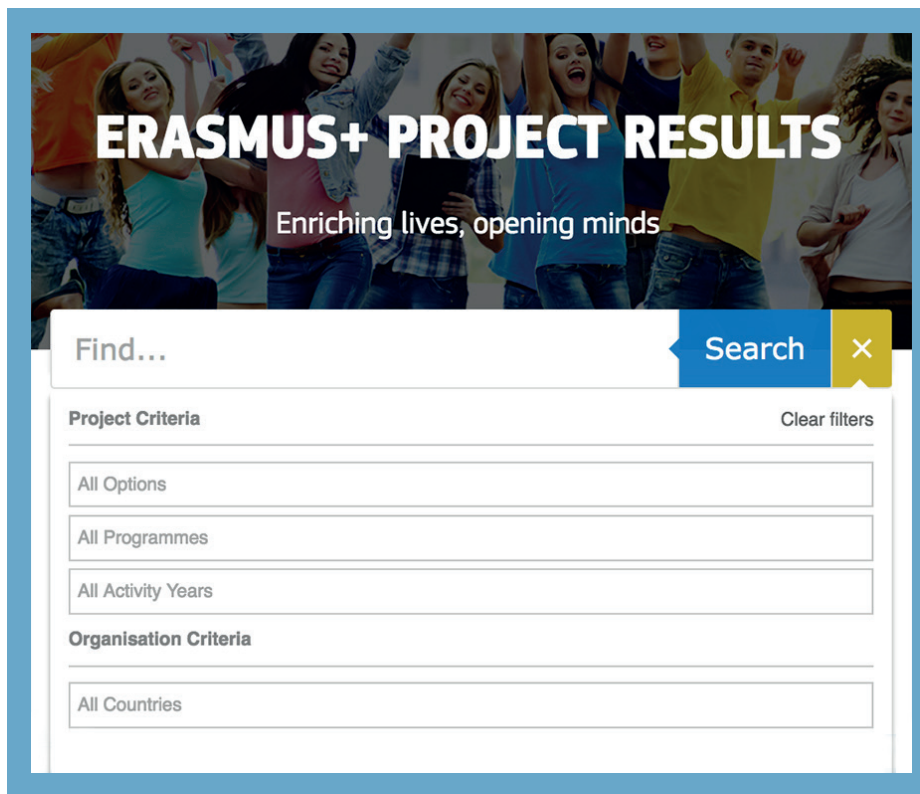 ERASMUS+ PROJECT RESULTS
Enriching lives, opening minds
Find...
Search ×
Project Criteria
Clear filters
All Options
All Programmes
All Activity Years
Organisation Criteria
All Countries